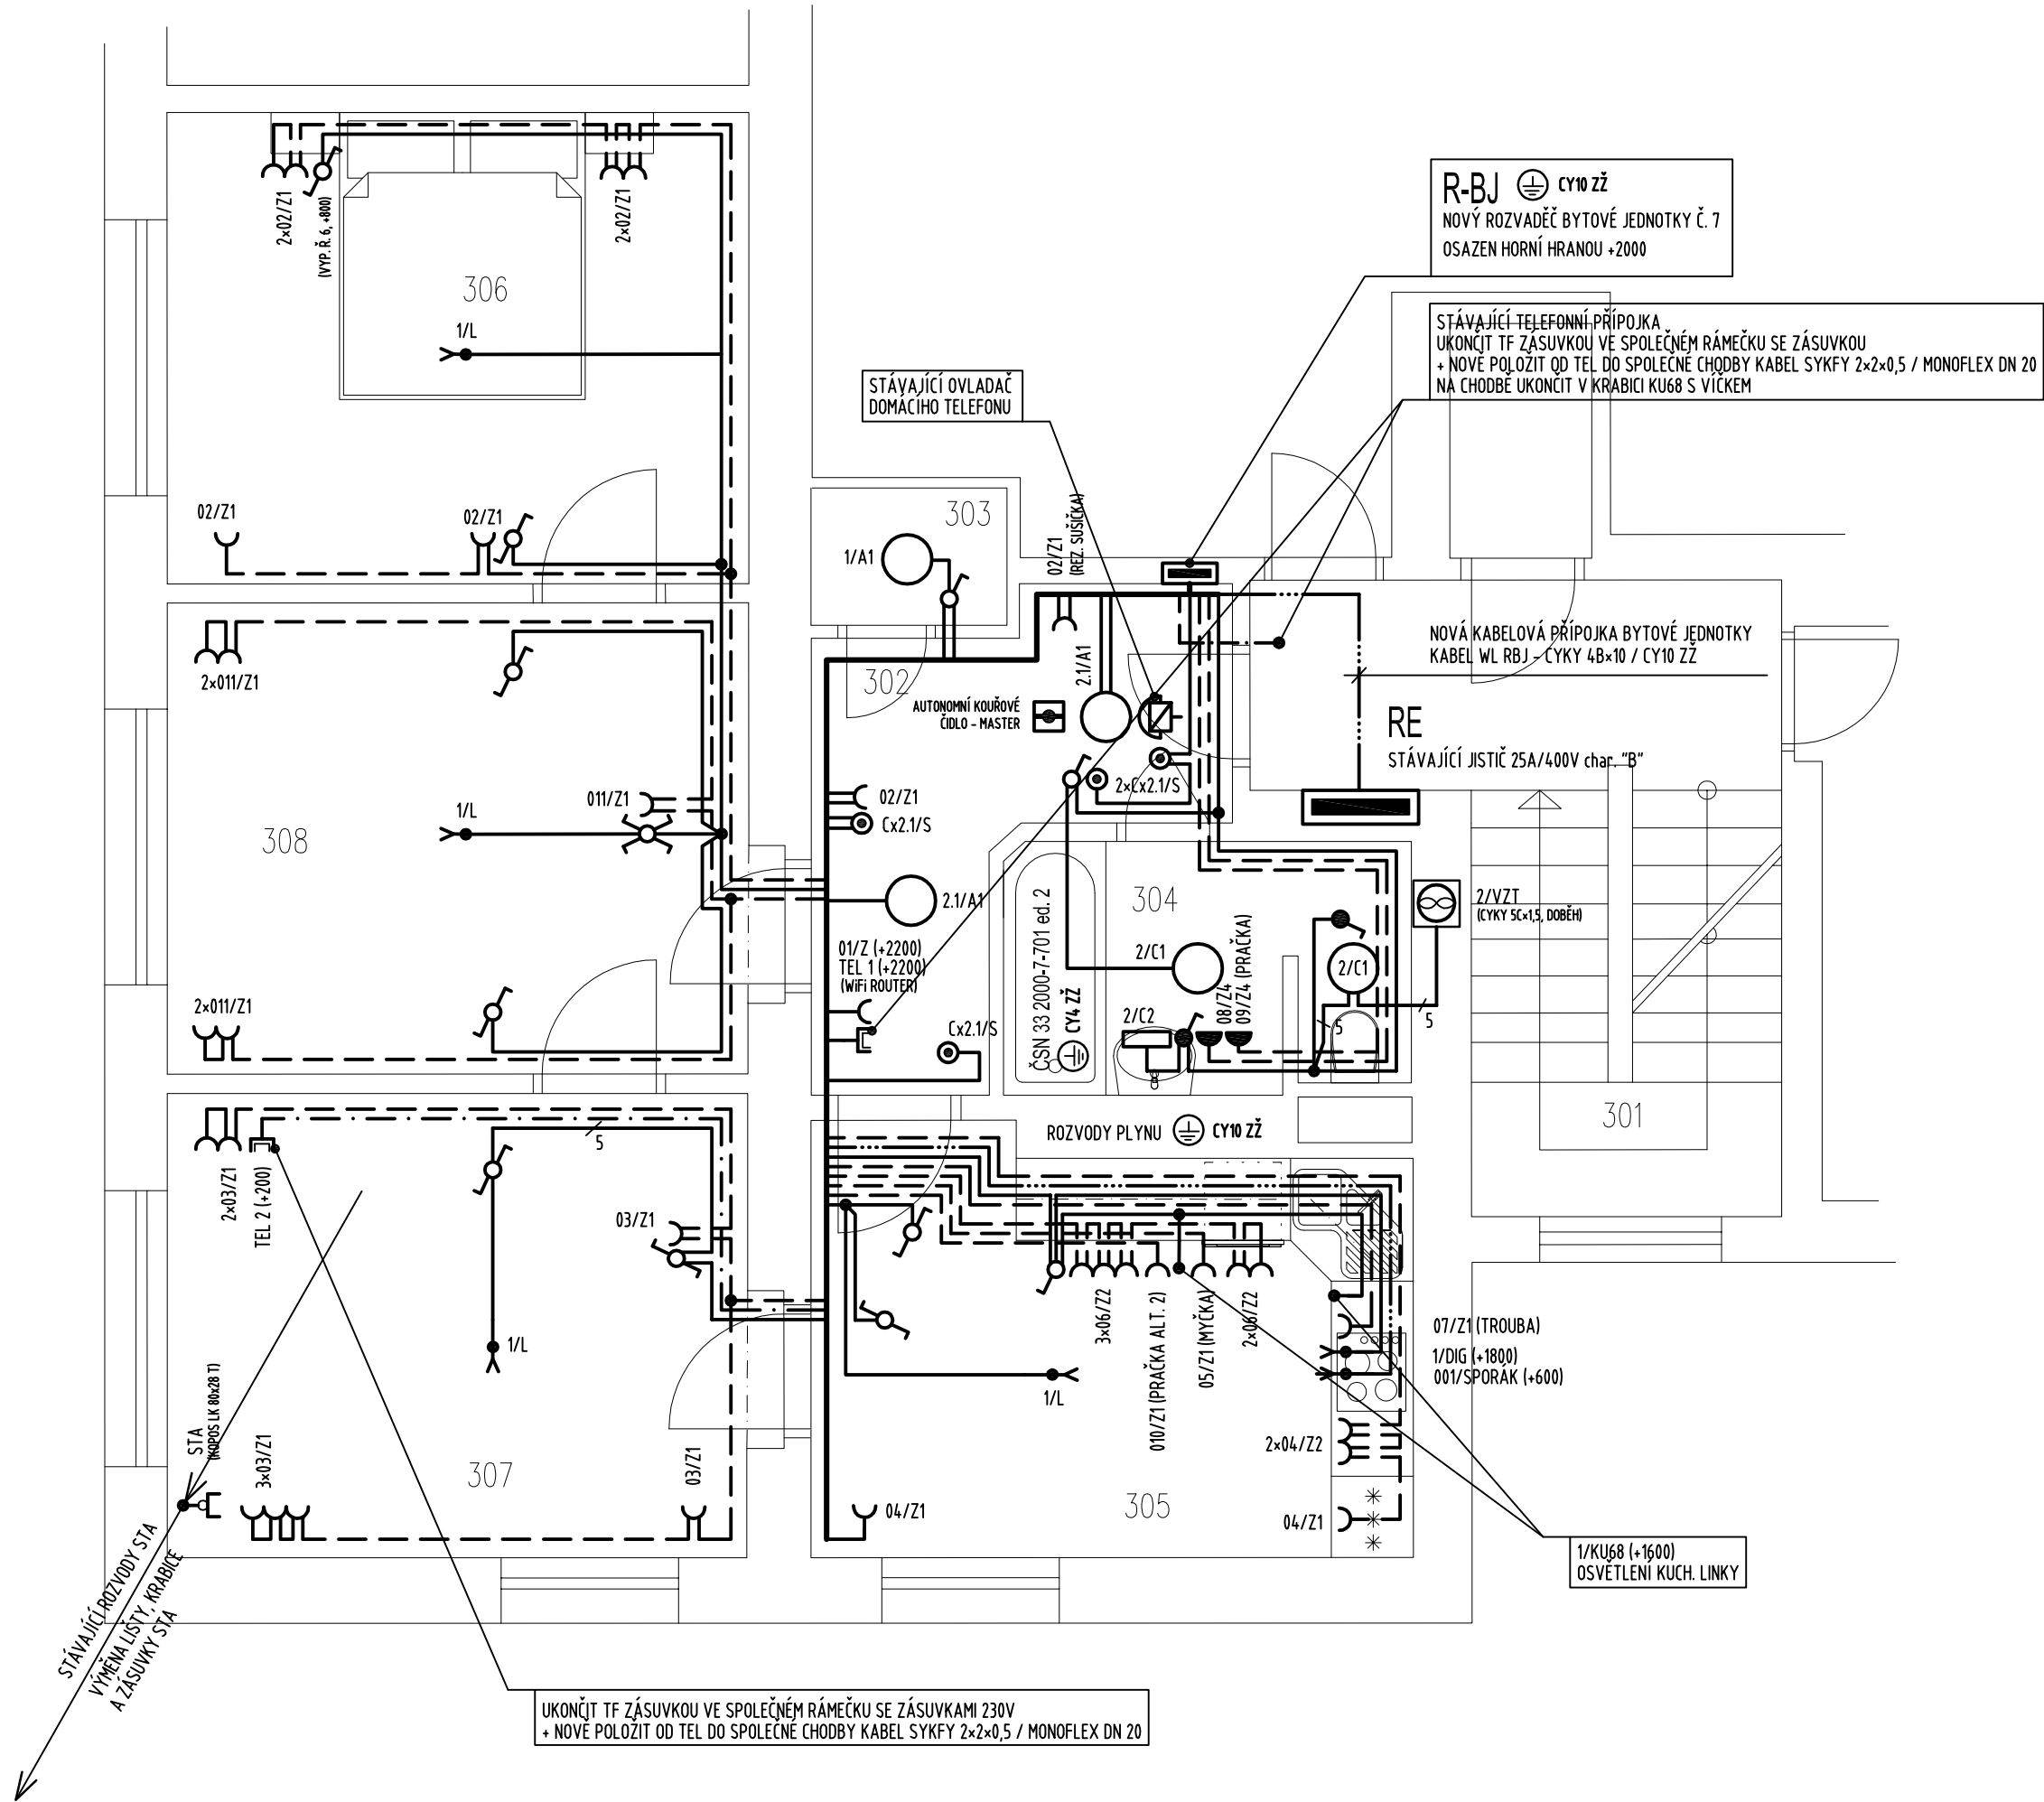 R-BJ CY10 ZŽ
NOVÝ ROZVADĚČ BYTOVÉ JEDNOTKY Č. 7
OSAZEN HORNÍ HRANOU +2000
STÁVAJÍCÍ TELEFONNÍ PŘÍPOJKA
UKONČIT TF ZÁSUVKOU VE SPOLEČNÉM RÁMEČKU SE ZÁSUVKOU
+ NOVĚ POLOŽIT OD TEL DO SPOLEČNÉ CHODBY KABEL SYKFY 2×2×0,5 / MONOFLEX DN 20
NA CHODBĚ UKONČIT V KRABICI KU68 S VÍČKEM
STÁVAJÍCÍ OVLADAČ
DOMÁCÍHO TELEFONU
2×02/Z1
(VYP.Ř. 6, +800)
2×02/Z1
306
1/L
02/Z1
02/Z1
303
1/A1
02/Z1
(REZ. SUŠIČKA)
2×011/Z1
302
2.1/A1
AUTONOMNÍ KOUŘOVÉ
ČIDLO - MASTER
NOVÁ KABELOVÁ PŘÍPOJKA BYTOVÉ JEDNOTKY
KABEL WL RBJ - CYKY 4B×10 / CY10 ZŽ
RE
STÁVAJÍCÍ JISTIČ 25A/400V char. "B"
2×Cx2.1/S
011/Z1
1/L
308
02/Z1
Cx2.1/S
2.1/A1
304
2/VZT
(CYKY 5C×1,5, DOBĚH)
01/Z (+2200)
TEL 1 (+2200)
(WiFi ROUTER)
Cx2.1/S
ČSN 33 2000-7-701 ed. 2
CY4 ZŽ
2/C1
2/C1
2/C2
08/Z4
09/Z4 (PRAČKA)
5
5
2×011/Z1
301
ROZVODY PLYNU CY10 ZŽ
2×03/Z1
TEL 2 (+200)
5
03/Z1
1/L
3×06/Z2
010/Z1 (PRAČKA ALT. 2)
05/Z1 (MYČKA)
2×06/Z2
07/Z1 (TROUBA)
1/DIG (+1800)
001/SPORÁK (+600)
1/L
2×04/Z2
04/Z1
STA
(KOPOS LK 80x28 T)
3×03/Z1
307
03/Z1
04/Z1
305
1/KU68 (+1600)
OSVĚTLENÍ KUCH. LINKY
STÁVAJÍCÍ ROZVODY STA
VÝMĚNA LIŠTY, KRABICE
A ZÁSUVKY STA
UKONČIT TF ZÁSUVKOU VE SPOLEČNÉM RÁMEČKU SE ZÁSUVKAMI 230V
+ NOVĚ POLOŽIT OD TEL DO SPOLEČNÉ CHODBY KABEL SYKFY 2×2×0,5 / MONOFLEX DN 20